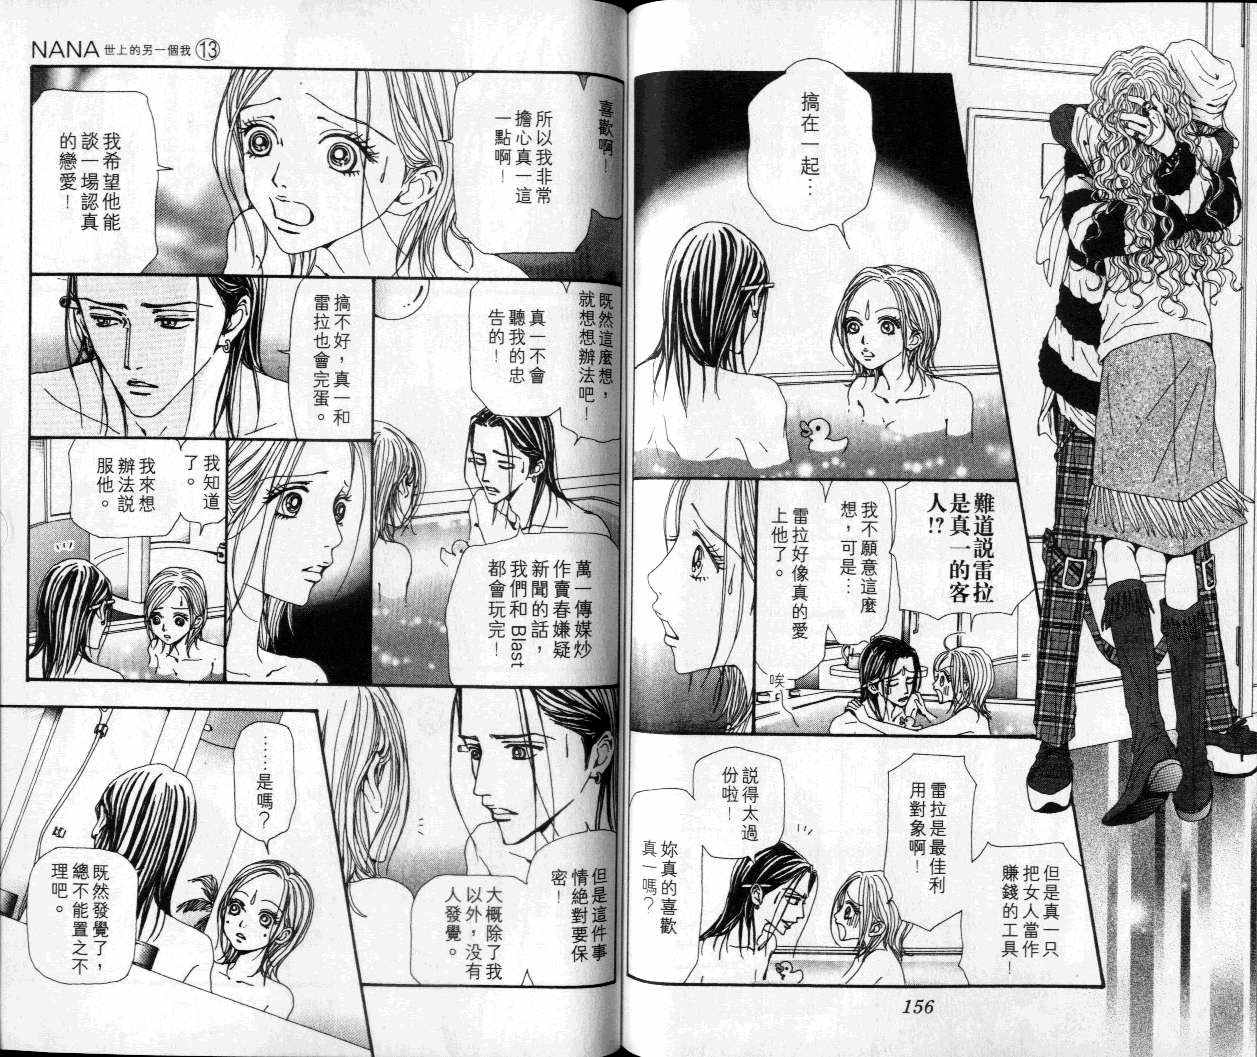 搞在一起…
難道説雷拉
是真一的客
人!?
我不願意這麼
想，可是…
雷拉好像真的愛
上他了。
唉
但是真一只
把女人當作
賺錢的工具！
雷拉是最佳利
用對象啊！
説得太過
份啦！
妳真的喜歡
真一嗎？
156
NANA 世上的另一個我 ⑬
喜歡啊！
所以我非常
擔心真一這
一點啊！
我希望他能
談一場認真
的戀愛！
既然這麼想，
就想想辦法吧！
真一不會
聽我的忠
告的！
搞不好，真一和
雷拉也會完蛋。
萬一傳媒炒
作賣春嫌疑
新聞的話，
我們和 Blast
都會玩完！
我知道
了。
我來想
辦法説
服他。
但是這件事
情絕對要保
密！
大概除了我
以外，没有
人發覺。
……是嗎？
既然發覺了，
總不能置之不
理吧。